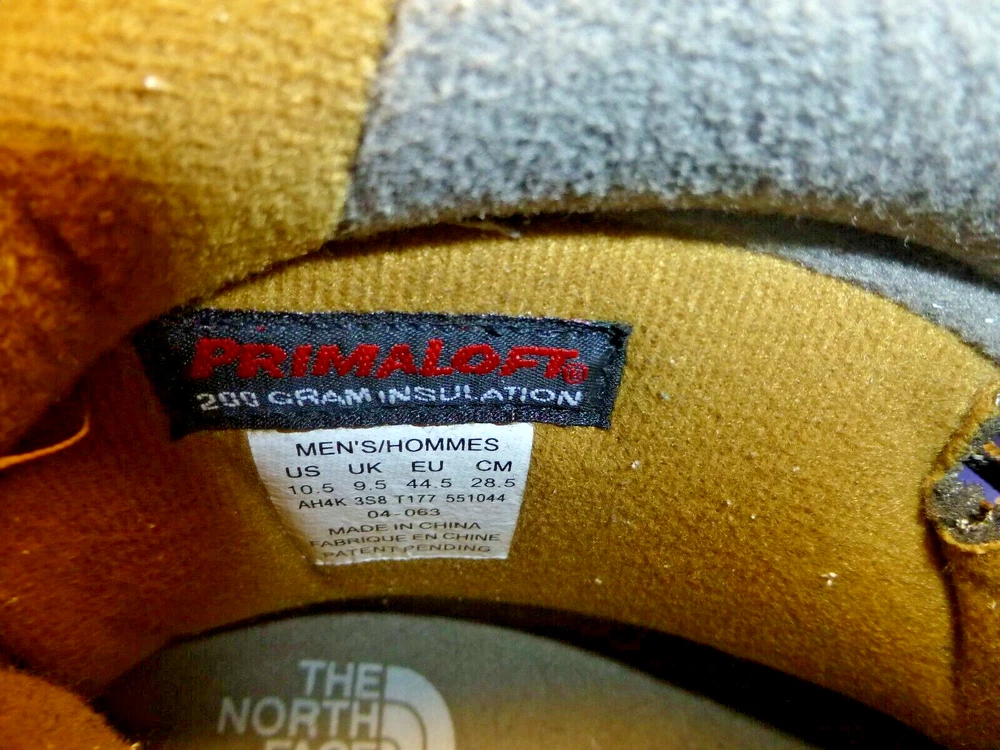 PRIMALOFT®
200 GRAM INSULATION
MEN'S/HOMMES
US UK EU CM
10.5 9.5 44.5 28.5
AH4K 3S8 T177 551044
04-063
MADE IN CHINA
FABRIQUE EN CHINE
PATENT PENDING
THE
NORTH
FACE